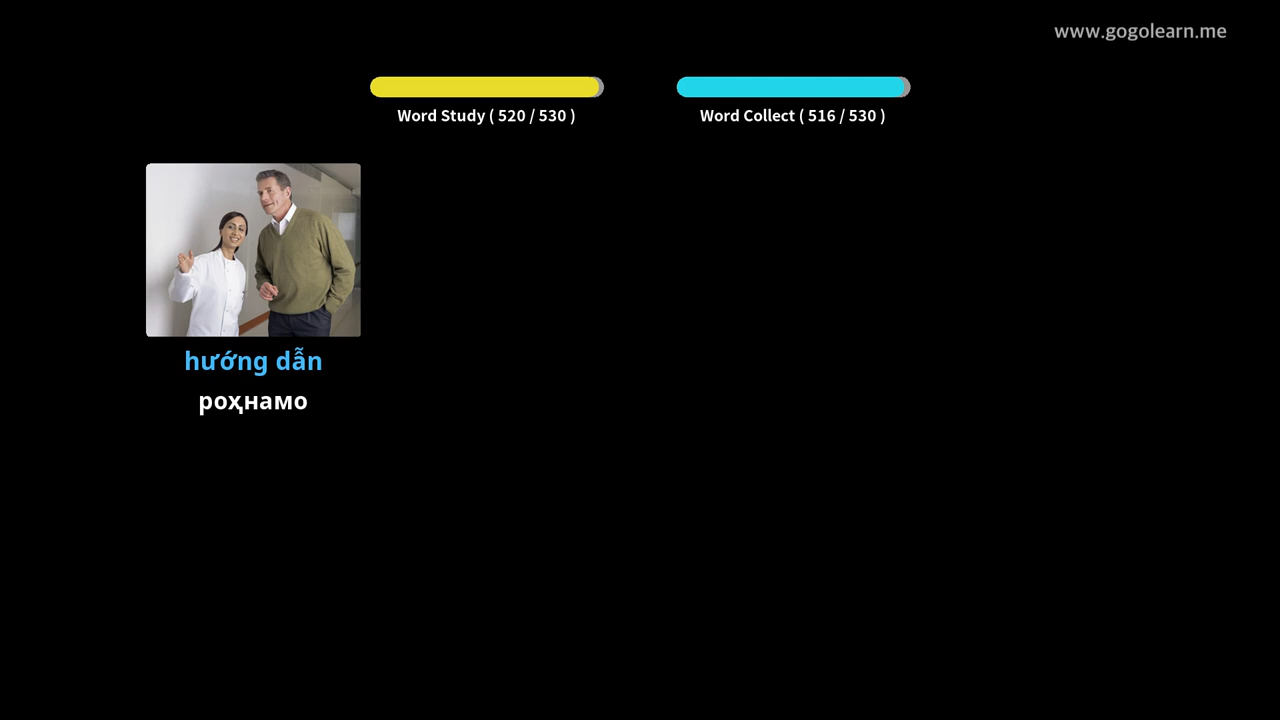 www.gogolearn.me
Word Study ( 520 / 530 )
Word Collect ( 516 / 530 )
hướng dẫn
роҳнамо